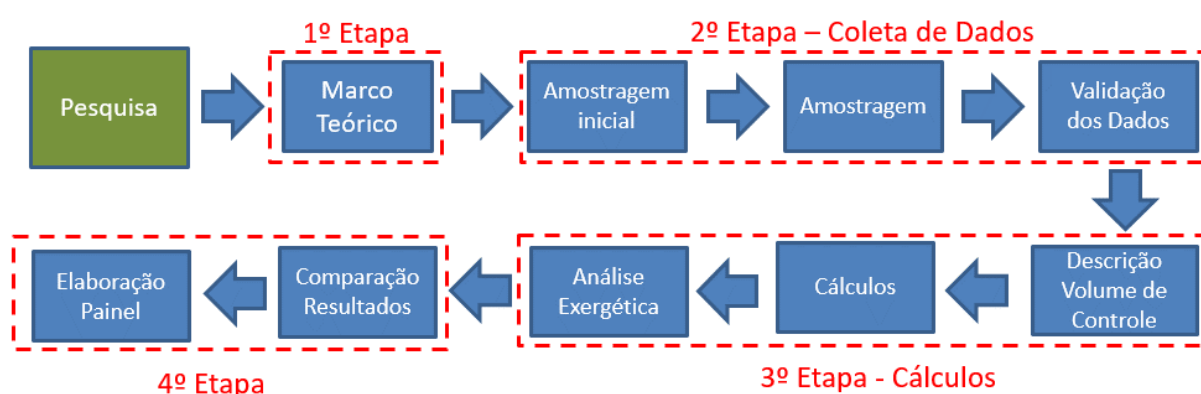 1º Etapa
2º Etapa – Coleta de Dados
Pesquisa
Marco
Teórico
Amostragem
inicial
Amostragem
Validação
dos Dados
Descrição
Volume de
Controle
Cálculos
Análise
Exergética
Comparação
Resultados
Elaboração
Painel
3º Etapa - Cálculos
4º Etapa